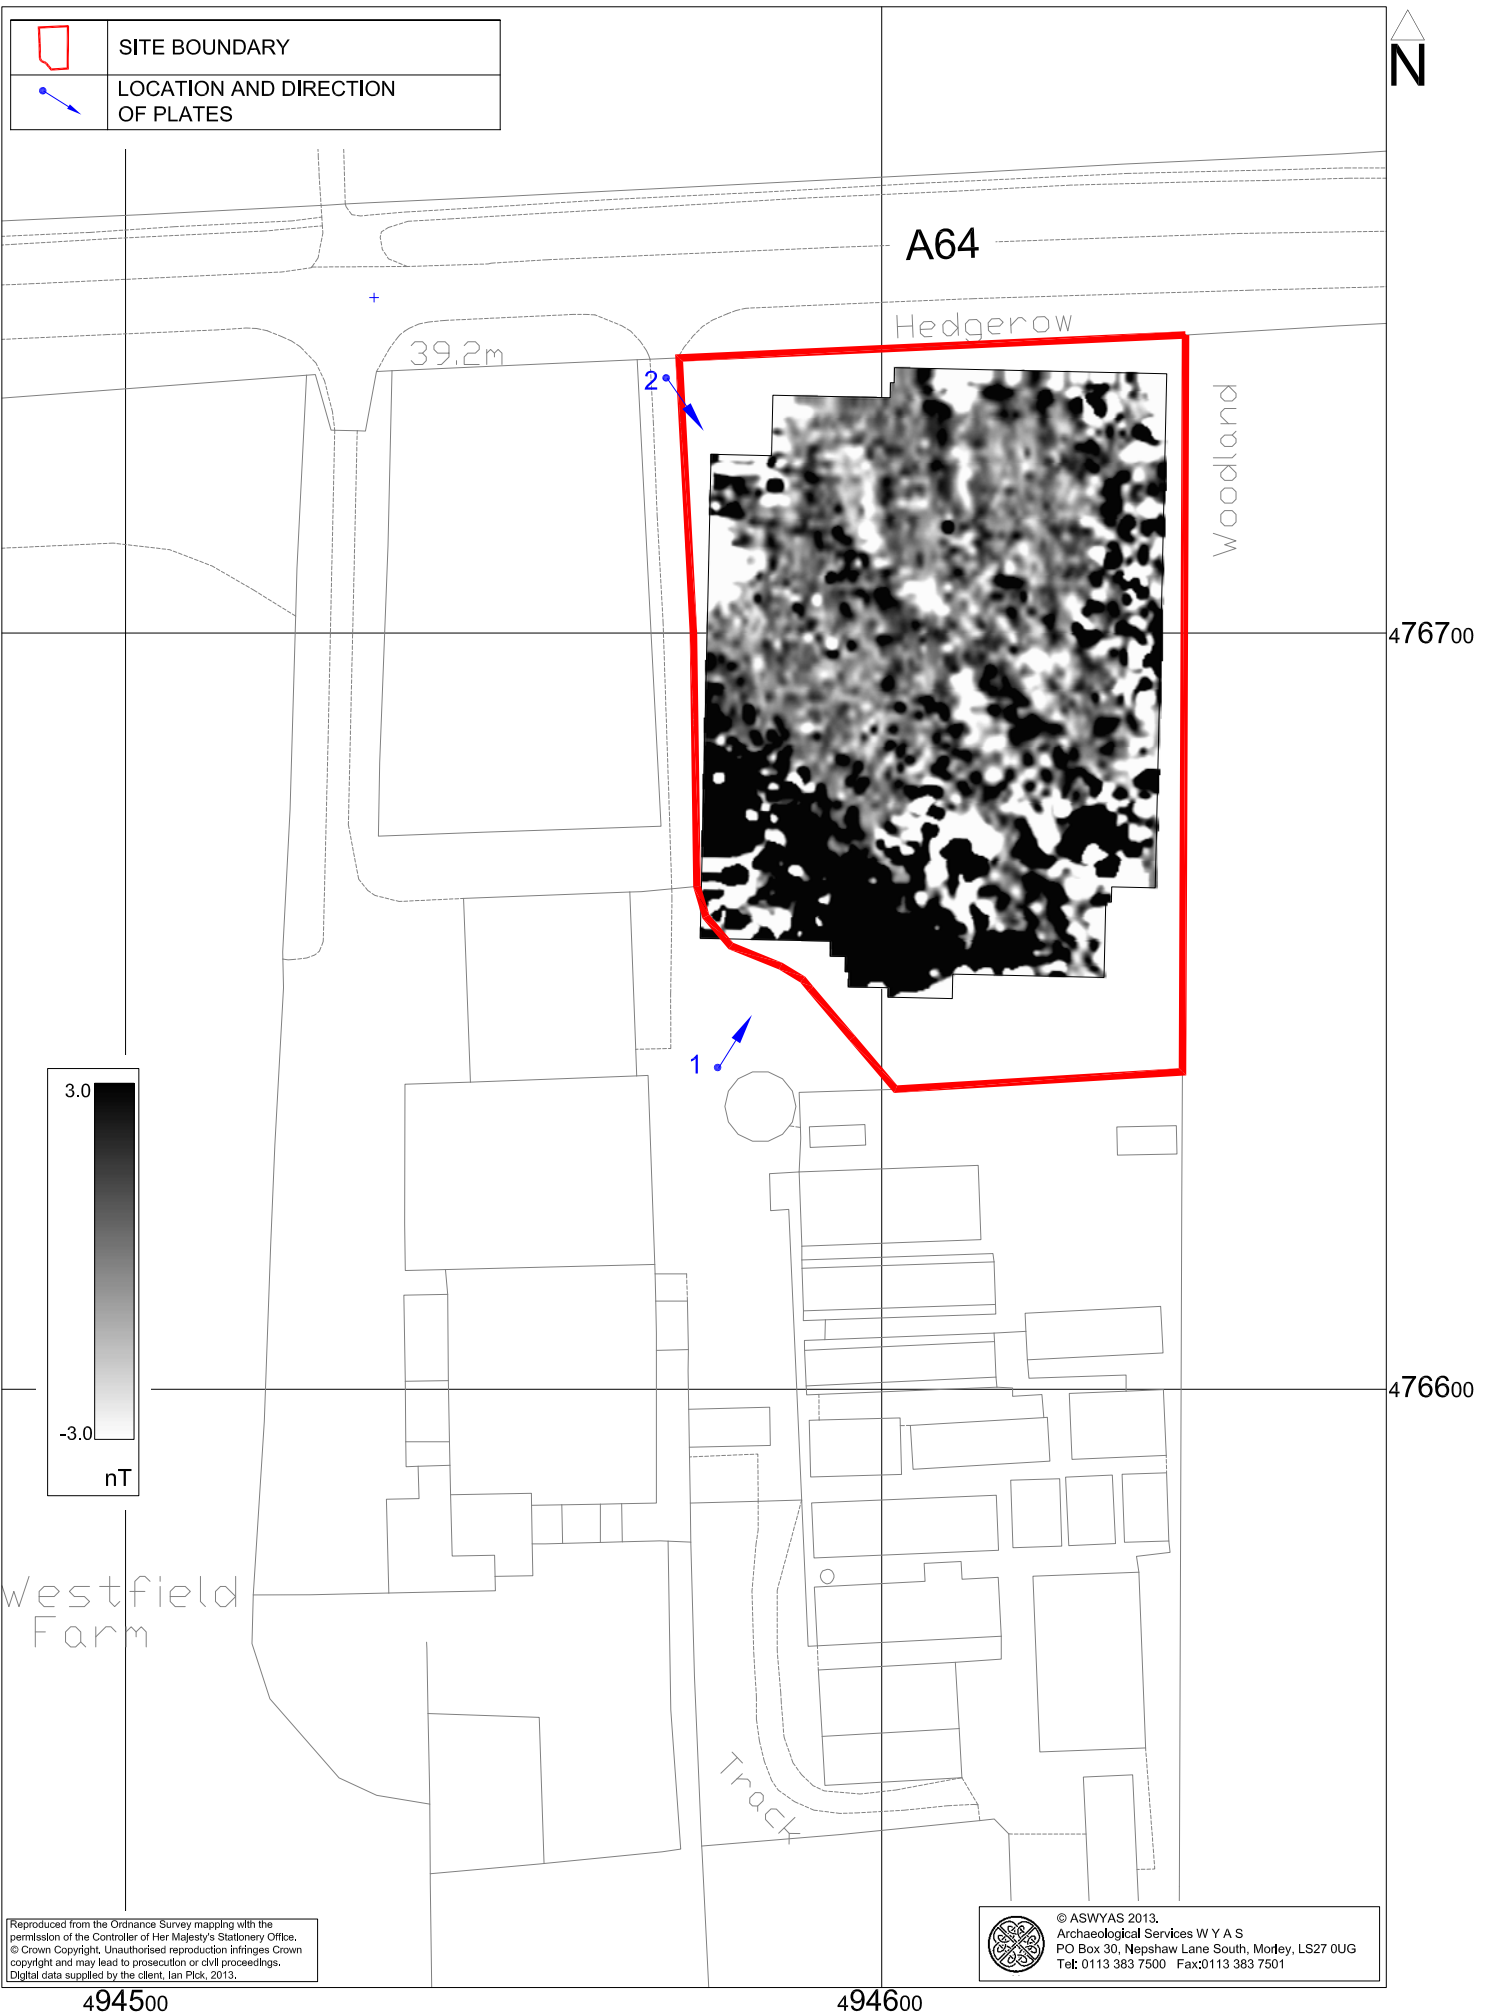 SITE BOUNDARY
LOCATION AND DIRECTION
OF PLATES
N
A64
Hedgerow
39.2m
2
Woodland
476700
1
3.0
-3.0
nT
476600
Westfield
Farm
Track
Reproduced from the Ordnance Survey mapping with the
permission of the Controller of Her Majesty's Stationery Office.
© Crown Copyright. Unauthorised reproduction infringes Crown
copyright and may lead to prosecution or civil proceedings.
Digital data supplied by the client, Ian Pick, 2013.
© ASWYAS 2013.
Archaeological Services W Y A S
PO Box 30, Nepshaw Lane South, Morley, LS27 0UG
Tel: 0113 383 7500 Fax:0113 383 7501
494500
494600